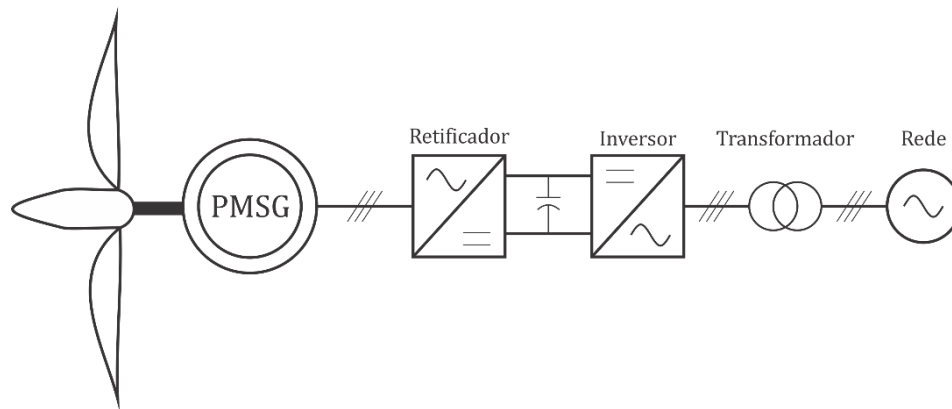 Retificador
Inversor
Transformador
Rede
PMSG